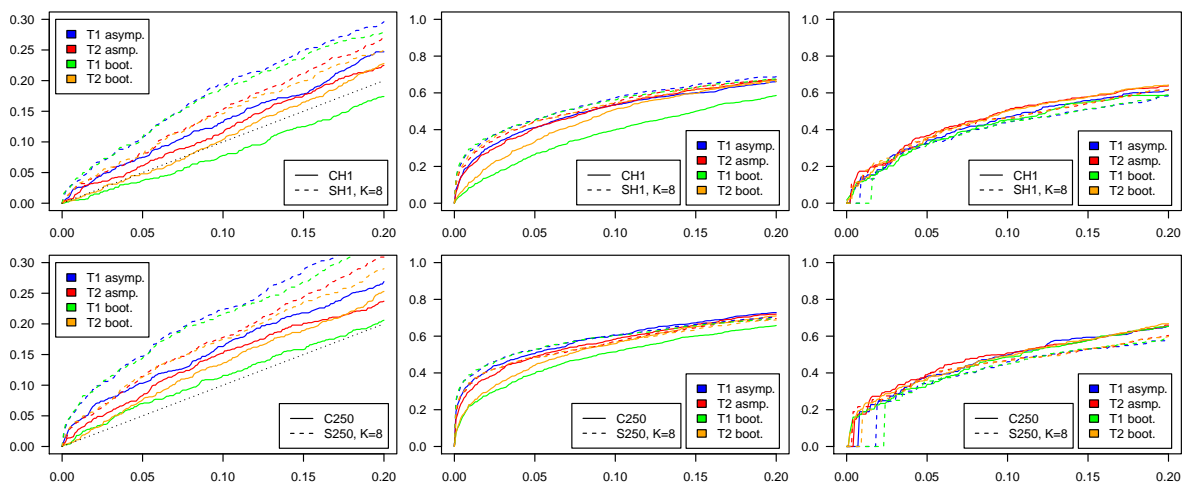 0.30
0.25
0.20
0.15
0.10
0.05
0.00
T1 asymp.
T2 asmp.
T1 boot.
T2 boot.
CH1
SH1, K=8
0.00 0.05 0.10 0.15 0.20
1.0
0.8
0.6
0.4
0.2
0.0
CH1
SH1, K=8
T1 asymp.
T2 asmp.
T1 boot.
T2 boot.
0.00 0.05 0.10 0.15 0.20
1.0
0.8
0.6
0.4
0.2
0.0
CH1
SH1, K=8
T1 asymp.
T2 asmp.
T1 boot.
T2 boot.
0.00 0.05 0.10 0.15 0.20
0.30
0.25
0.20
0.15
0.10
0.05
0.00
T1 asymp.
T2 asmp.
T1 boot.
T2 boot.
C250
S250, K=8
0.00 0.05 0.10 0.15 0.20
1.0
0.8
0.6
0.4
0.2
0.0
C250
S250, K=8
T1 asymp.
T2 asmp.
T1 boot.
T2 boot.
0.00 0.05 0.10 0.15 0.20
1.0
0.8
0.6
0.4
0.2
0.0
C250
S250, K=8
T1 asymp.
T2 asmp.
T1 boot.
T2 boot.
0.00 0.05 0.10 0.15 0.20